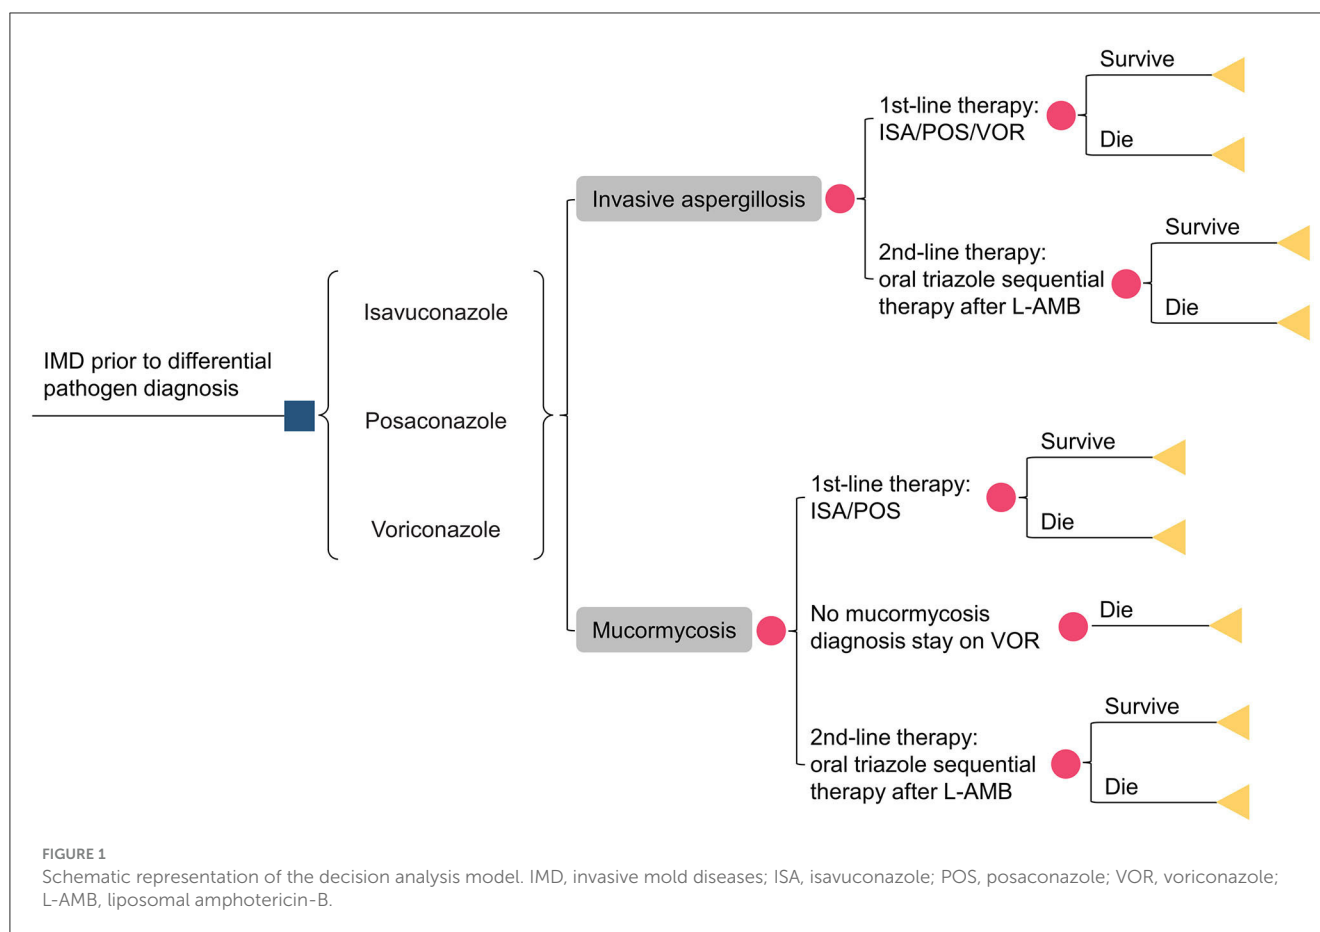 IMD prior to differential
pathogen diagnosis
Isavuconazole
Posaconazole
Voriconazole
Invasive aspergillosis
1st-line therapy:
ISA/POS/VOR
Survive
Die
2nd-line therapy:
oral triazole sequential
therapy after L-AMB
Survive
Die
Mucormycosis
1st-line therapy:
ISA/POS
Survive
Die
No mucormycosis
diagnosis stay on VOR
Die
2nd-line therapy:
oral triazole sequential
therapy after L-AMB
Survive
Die
FIGURE 1
Schematic representation of the decision analysis model. IMD, invasive mold diseases; ISA, isavuconazole; POS, posaconazole; VOR, voriconazole;
L-AMB, liposomal amphotericin-B.